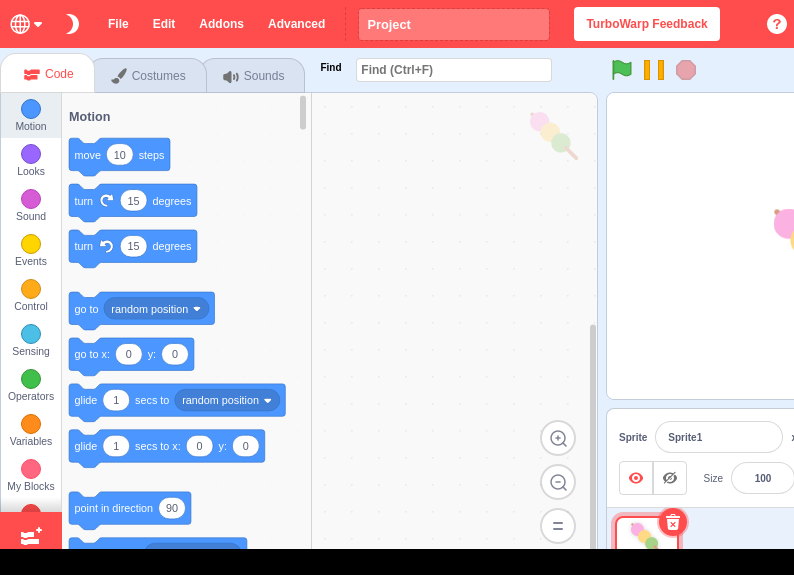 File Edit Addons Advanced Project TurboWarp Feedback ?
Code Costumes Sounds Find Find (Ctrl+F)
Motion
Looks
Sound
Events
Control
Sensing
Operators
Variables
My Blocks
Motion
move 10 steps
turn 15 degrees
turn 15 degrees
go to random position
go to x: 0 y: 0
glide 1 secs to random position
glide 1 secs to x: 0 y: 0
point in direction 90
Sprite Sprite1
Size 100